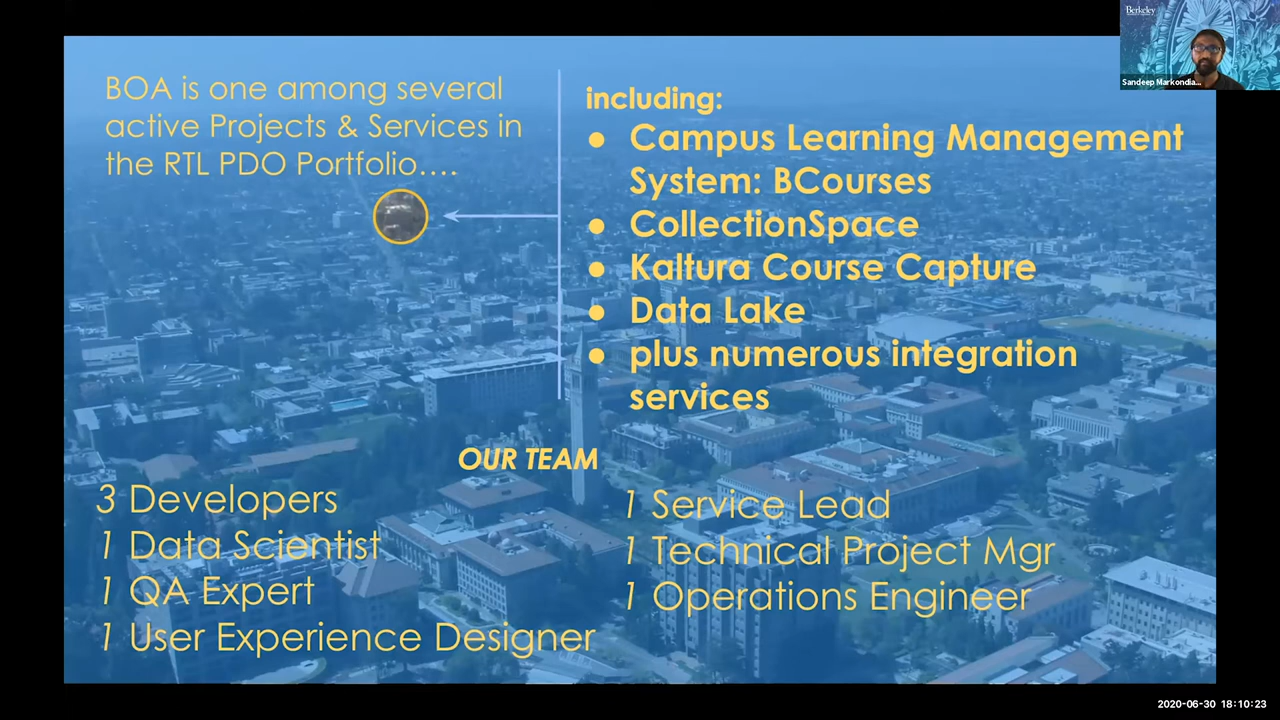 Berkeley
Sandeep Markondia...
BOA is one among several
active Projects & Services in
the RTL PDO Portfolio....
including:
● Campus Learning Management
System: BCourses
● CollectionSpace
● Kaltura Course Capture
● Data Lake
● plus numerous integration
services
OUR TEAM
3 Developers
1 Data Scientist
1 QA Expert
1 User Experience Designer
1 Service Lead
1 Technical Project Mgr
1 Operations Engineer
2020-06-30 18:10:23